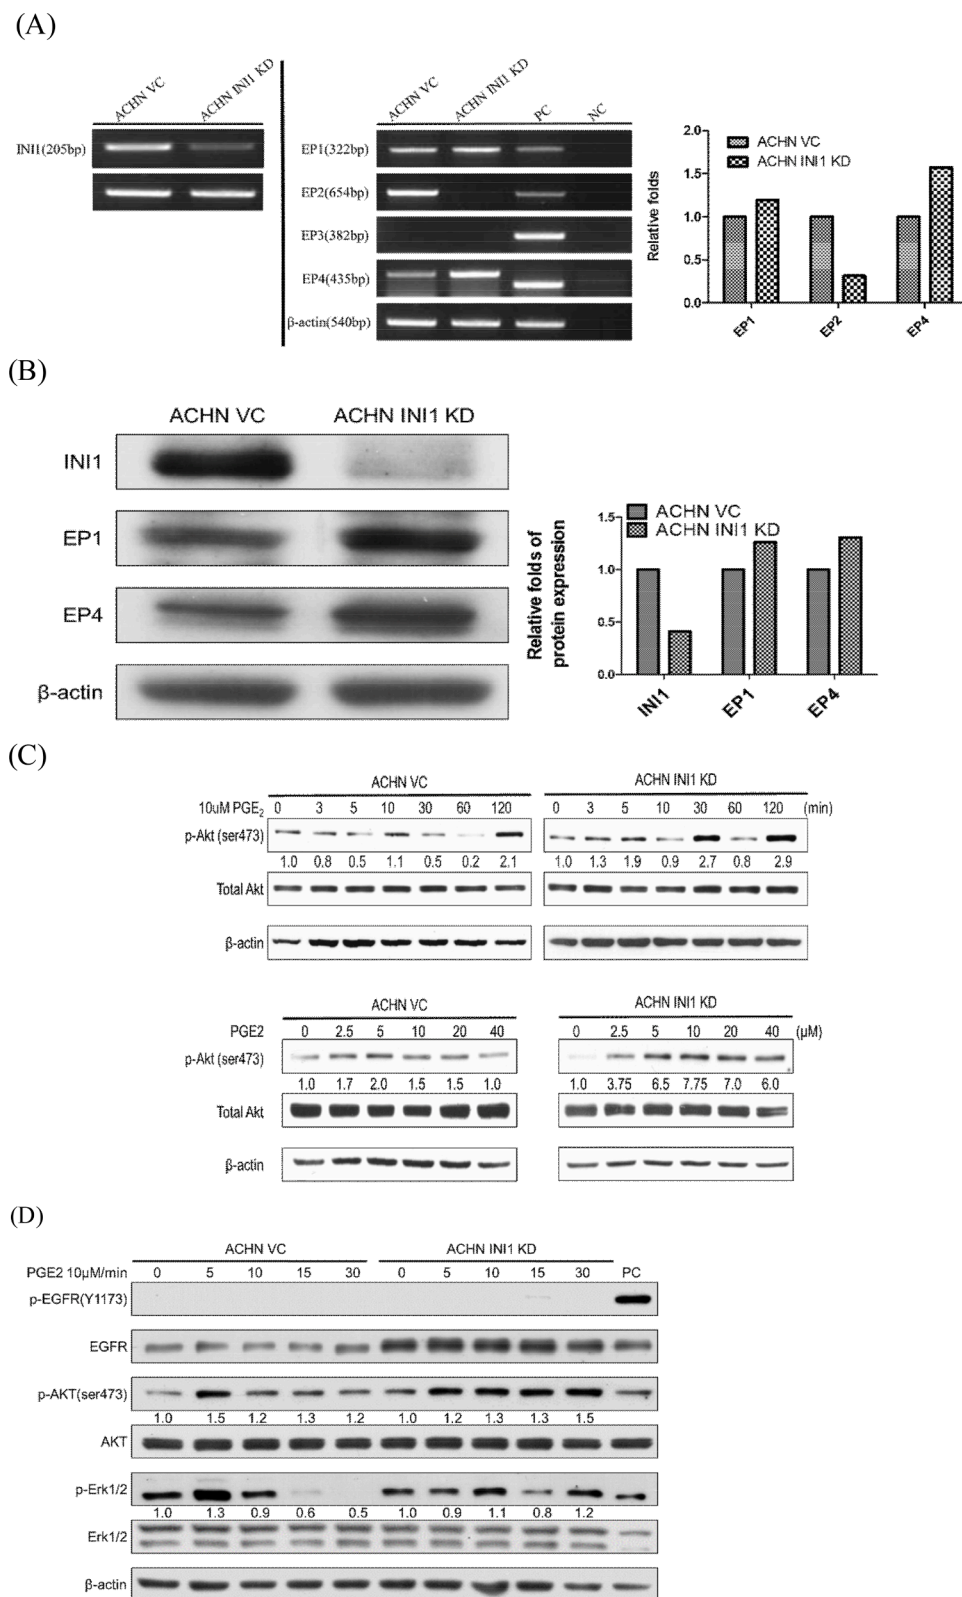 (A)
ACHN VC
ACHN INI1 KD
INI1(205bp)
ACHN VC
ACHN INI1 KD
PC
NC
EP1(322bp)
EP2(654bp)
EP3(382bp)
EP4(435bp)
β-actin(540bp)
Relative folds
2.0
1.5
1.0
0.5
0.0
ACHN VC
ACHN INI1 KD
EP1
EP2
EP4
(B)
ACHN VC ACHN INI1 KD
INI1
EP1
EP4
β-actin
Relative folds of
protein expression
1.5
1.0
0.5
0.0
ACHN VC
ACHN INI1 KD
INI1
EP1
EP4
(C)
ACHN VC ACHN INI1 KD
10uM PGE₂ 0 3 5 10 30 60 120 0 3 5 10 30 60 120 (min)
p-Akt (ser473)
1.0 0.8 0.5 1.1 0.5 0.2 2.1 1.0 1.3 1.9 0.9 2.7 0.8 2.9
Total Akt
β-actin
ACHN VC ACHN INI1 KD
PGE2 0 2.5 5 10 20 40 0 2.5 5 10 20 40 (μM)
p-Akt (ser473)
1.0 1.7 2.0 1.5 1.5 1.0 1.0 3.75 6.5 7.75 7.0 6.0
Total Akt
β-actin
(D)
ACHN VC ACHN INI1 KD
PGE2 10μM/min 0 5 10 15 30 0 5 10 15 30 PC
p-EGFR(Y1173)
EGFR
p-AKT(ser473)
1.0 1.5 1.2 1.3 1.2 1.0 1.2 1.3 1.3 1.5
AKT
p-Erk1/2
1.0 1.3 0.9 0.6 0.5 1.0 0.9 1.1 0.8 1.2
Erk1/2
β-actin